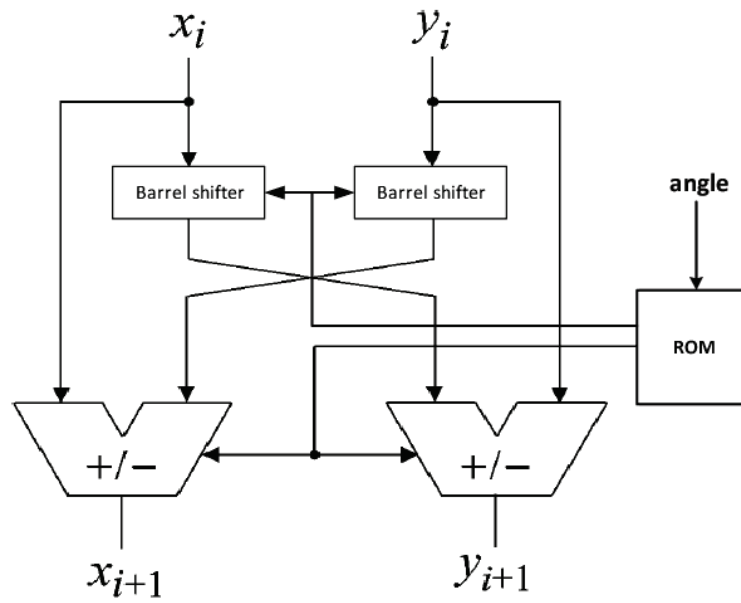 x_i
y_i
Barrel shifter
Barrel shifter
angle
ROM
+/−
+/−
x_{i+1}
y_{i+1}